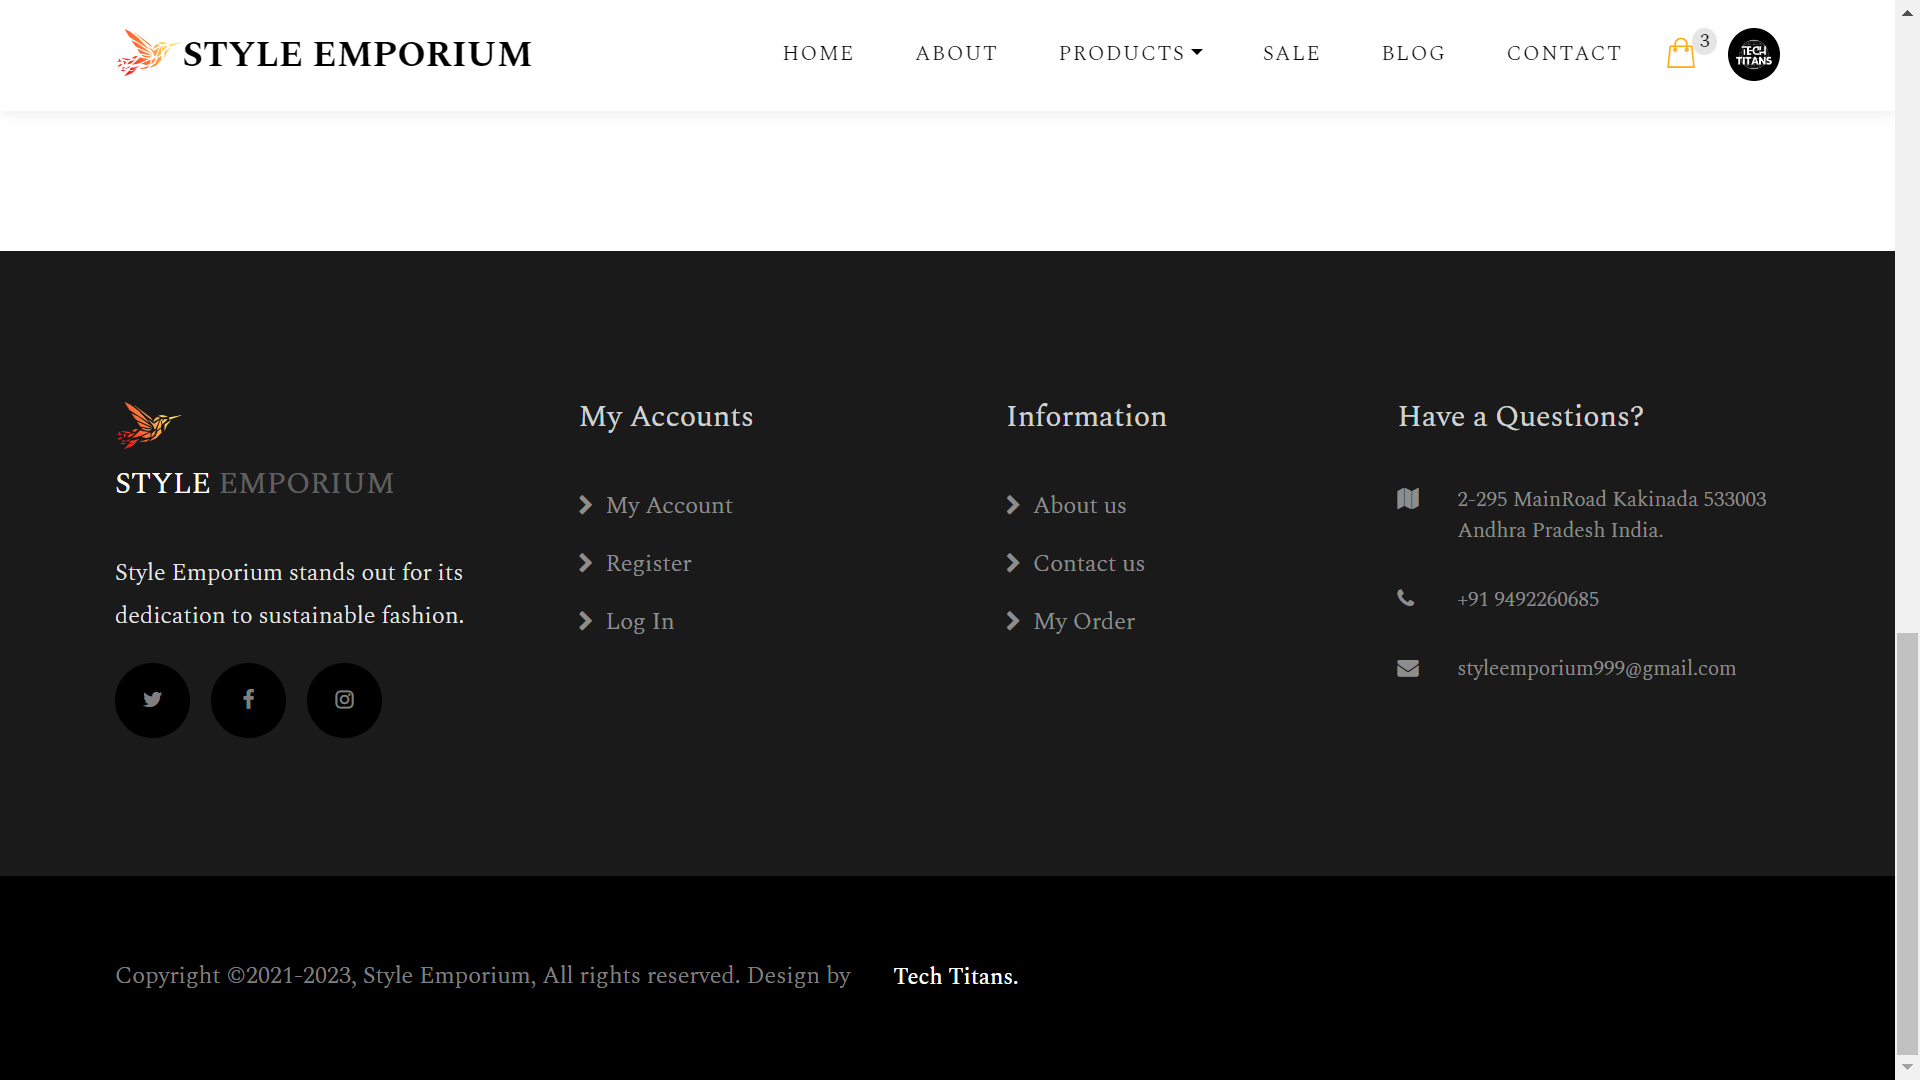 STYLE EMPORIUM
HOME
ABOUT
PRODUCTS
SALE
BLOG
CONTACT
3
TECH
TITANS
STYLE EMPORIUM
Style Emporium stands out for its
dedication to sustainable fashion.
My Accounts
My Account
Register
Log In
Information
About us
Contact us
My Order
Have a Questions?
2-295 MainRoad Kakinada 533003
Andhra Pradesh India.
+91 9492260685
styleemporium999@gmail.com
Copyright ©2021-2023, Style Emporium, All rights reserved. Design by Tech Titans.